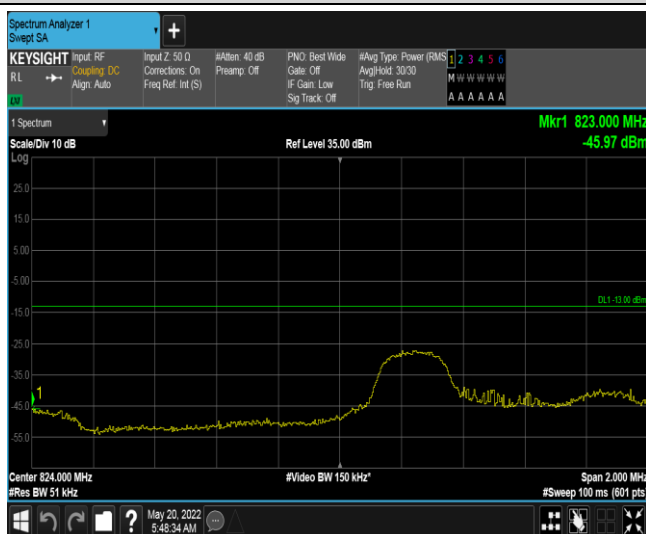 Spectrum Analyzer 1
Swept SA
KEYSIGHT
RL
Input: RF
Coupling: DC
Align: Auto
Input Z: 50 Ω
Corrections: On
Freq Ref: Int (S)
#Atten: 40 dB
Preamp: Off
PNO: Best Wide
Gate: Off
IF Gain: Low
Sig Track: Off
#Avg Type: Power (RMS
Avg|Hold: 30/30
Trig: Free Run
1 2 3 4 5 6
M W W W W W
A A A A A A
1 Spectrum
Mkr1 823.000 MHz
-45.97 dBm
Scale/Div 10 dB
Ref Level 35.00 dBm
Log
25.0
15.0
5.00
-5.00
DL1 -13.00 dBm
-15.0
-25.0
-35.0
1
-45.0
-55.0
Center 824.000 MHz
#Video BW 150 kHz*
Span 2.000 MHz
#Res BW 51 kHz
#Sweep 100 ms (601 pts)
?
May 20, 2022
5:48:34 AM